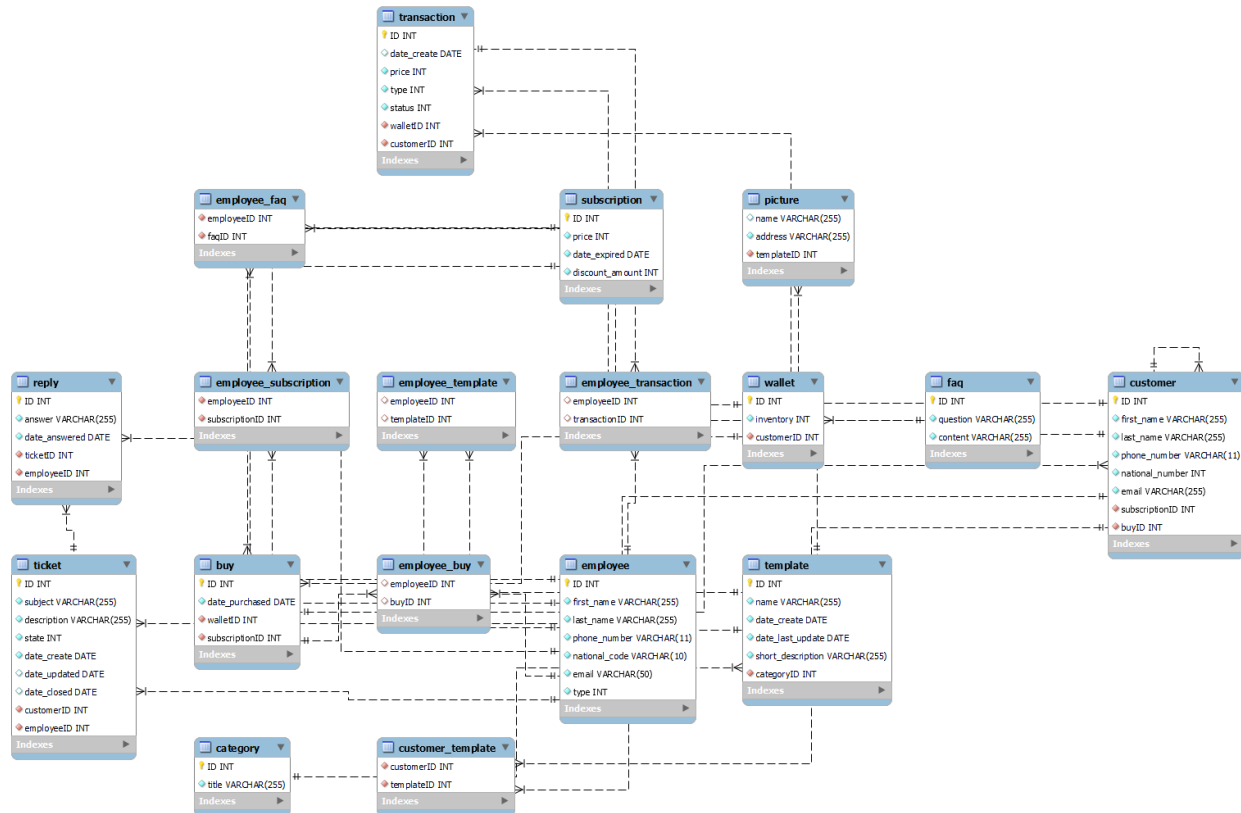 transaction
ID INT
date_create DATE
price INT
type INT
status INT
walletID INT
customerID INT
Indexes
employee_faq
employeeID INT
faqID INT
Indexes
subscription
ID INT
price INT
date_expired DATE
discount_amount INT
Indexes
picture
name VARCHAR(255)
address VARCHAR(255)
templateID INT
Indexes
reply
ID INT
answer VARCHAR(255)
date_answered DATE
ticketID INT
employeeID INT
Indexes
employee_subscription
employeeID INT
subscriptionID INT
Indexes
employee_template
employeeID INT
templateID INT
Indexes
employee_transaction
employeeID INT
transactionID INT
Indexes
wallet
ID INT
inventory INT
customerID INT
Indexes
faq
ID INT
question VARCHAR(255)
content VARCHAR(255)
Indexes
customer
ID INT
first_name VARCHAR(255)
last_name VARCHAR(255)
phone_number VARCHAR(11)
national_number INT
email VARCHAR(255)
subscriptionID INT
buyID INT
Indexes
ticket
ID INT
subject VARCHAR(255)
description VARCHAR(255)
state INT
date_create DATE
date_updated DATE
date_closed DATE
customerID INT
employeeID INT
Indexes
buy
ID INT
date_purchased DATE
walletID INT
subscriptionID INT
Indexes
employee_buy
employeeID INT
buyID INT
Indexes
employee
ID INT
first_name VARCHAR(255)
last_name VARCHAR(255)
phone_number VARCHAR(11)
national_code VARCHAR(10)
email VARCHAR(50)
type INT
Indexes
template
ID INT
name VARCHAR(255)
date_create DATE
date_last_update DATE
short_description VARCHAR(255)
categoryID INT
Indexes
category
ID INT
title VARCHAR(255)
Indexes
customer_template
customerID INT
templateID INT
Indexes